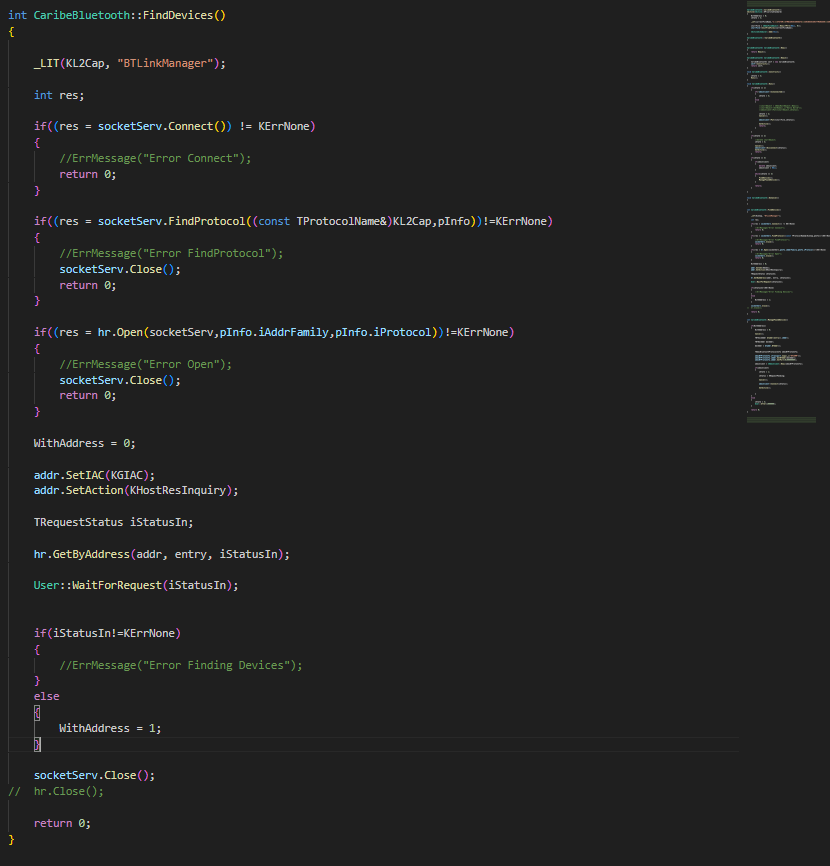 int CaribeBluetooth::FindDevices()
{
_LIT(KL2Cap, "BTLinkManager");
int res;
if((res = socketServ.Connect()) != KErrNone)
{
//ErrMessage("Error Connect");
return 0;
}
if((res = socketServ.FindProtocol((const TProtocolName&)KL2Cap,pInfo))!=KErrNone)
{
//ErrMessage("Error FindProtocol");
socketServ.Close();
return 0;
}
if((res = hr.Open(socketServ,pInfo.iAddrFamily,pInfo.iProtocol))!=KErrNone)
{
//ErrMessage("Error Open");
socketServ.Close();
return 0;
}
WithAddress = 0;
addr.SetIAC(KGIAC);
addr.SetAction(KHostResInquiry);
TRequestStatus iStatusIn;
hr.GetByAddress(addr, entry, iStatusIn);
User::WaitForRequest(iStatusIn);
if(iStatusIn!=KErrNone)
{
//ErrMessage("Error Finding Devices");
}
else
{
WithAddress = 1;
}
socketServ.Close();
// hr.Close();
return 0;
}